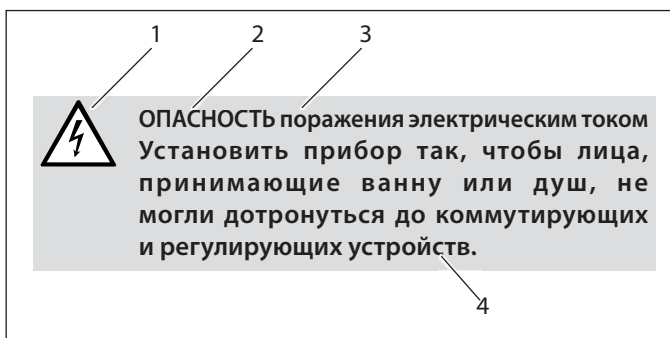 1 2 3
ОПАСНОСТЬ поражения электрическим током
Установить прибор так, чтобы лица,
принимающие ванну или душ, не
могли дотронуться до коммутирующих
и регулирующих устройств.
4